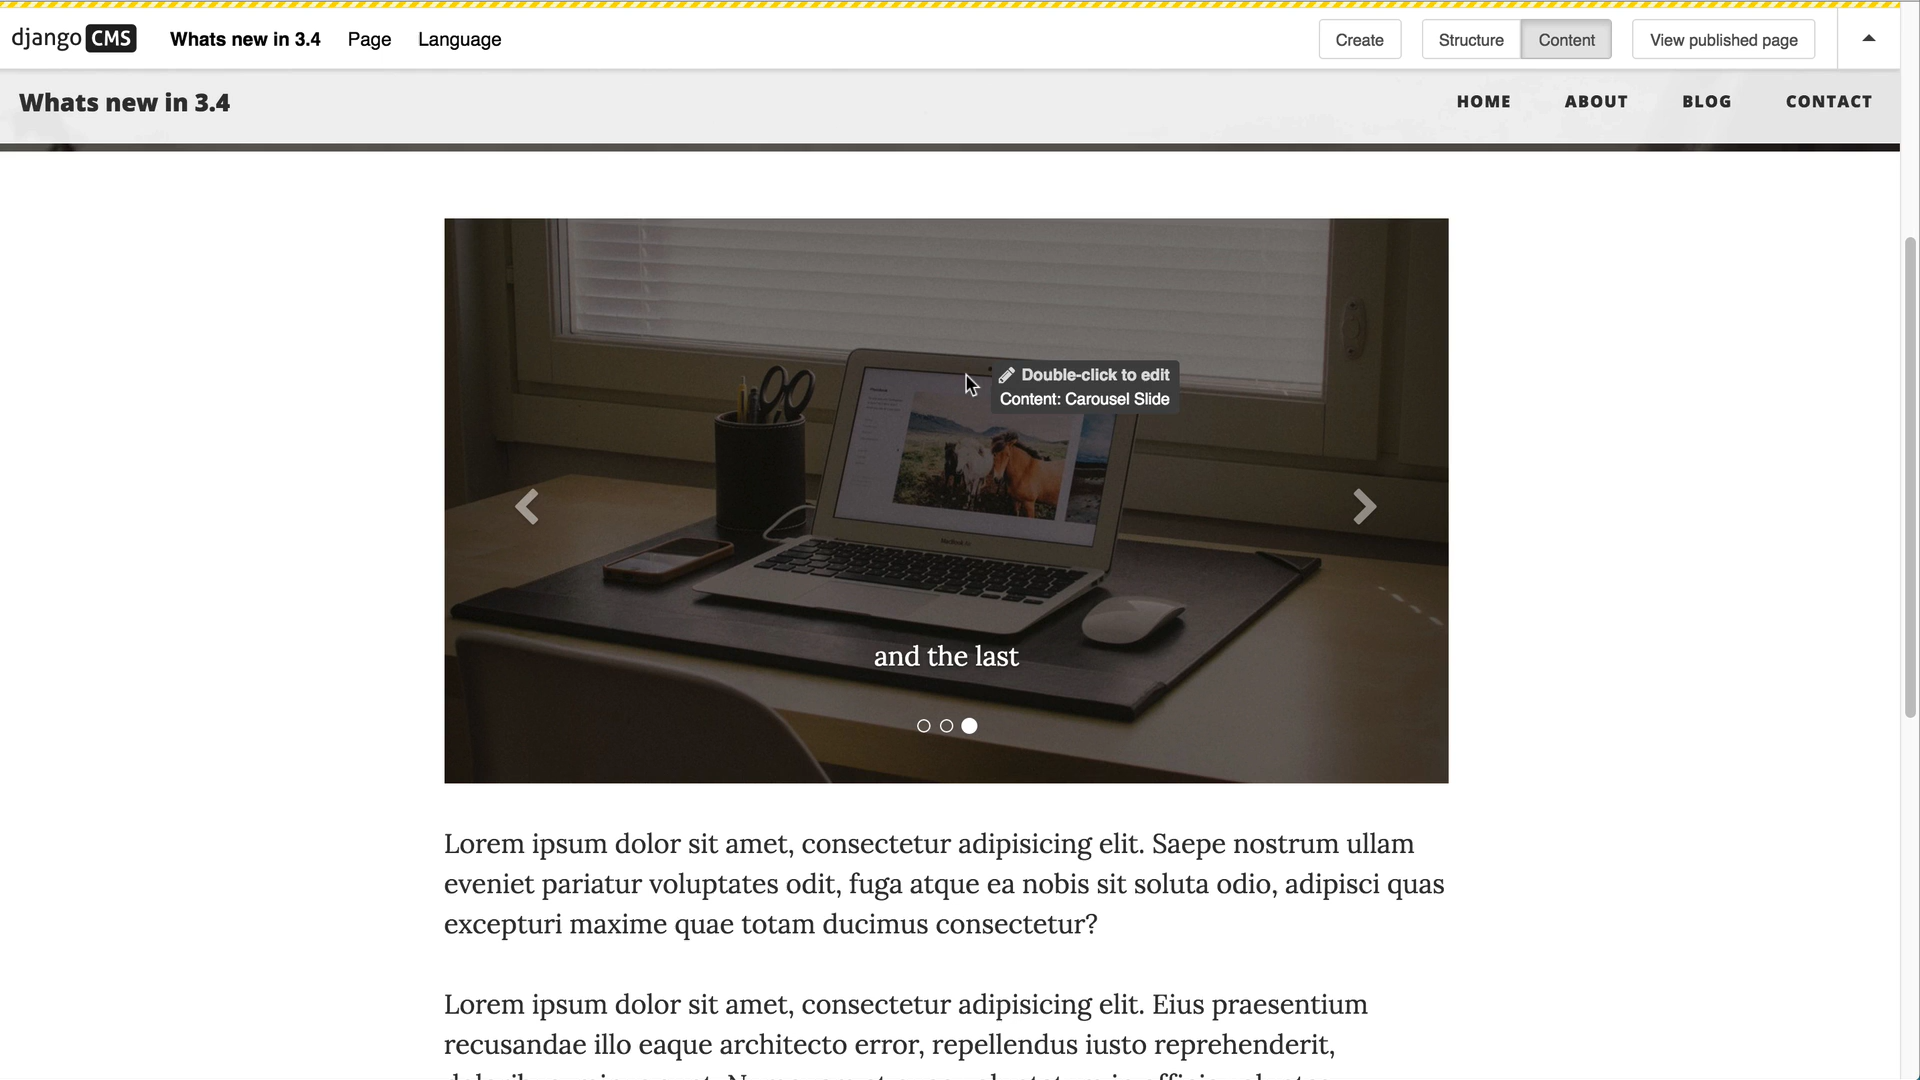 django CMS Whats new in 3.4 Page Language Create Structure Content View published page
Whats new in 3.4 HOME ABOUT BLOG CONTACT
Double-click to edit
Content: Carousel Slide
MacBook Air
and the last
Lorem ipsum dolor sit amet, consectetur adipisicing elit. Saepe nostrum ullam
eveniet pariatur voluptates odit, fuga atque ea nobis sit soluta odio, adipisci quas
excepturi maxime quae totam ducimus consectetur?
Lorem ipsum dolor sit amet, consectetur adipisicing elit. Eius praesentium
recusandae illo eaque architecto error, repellendus iusto reprehenderit,